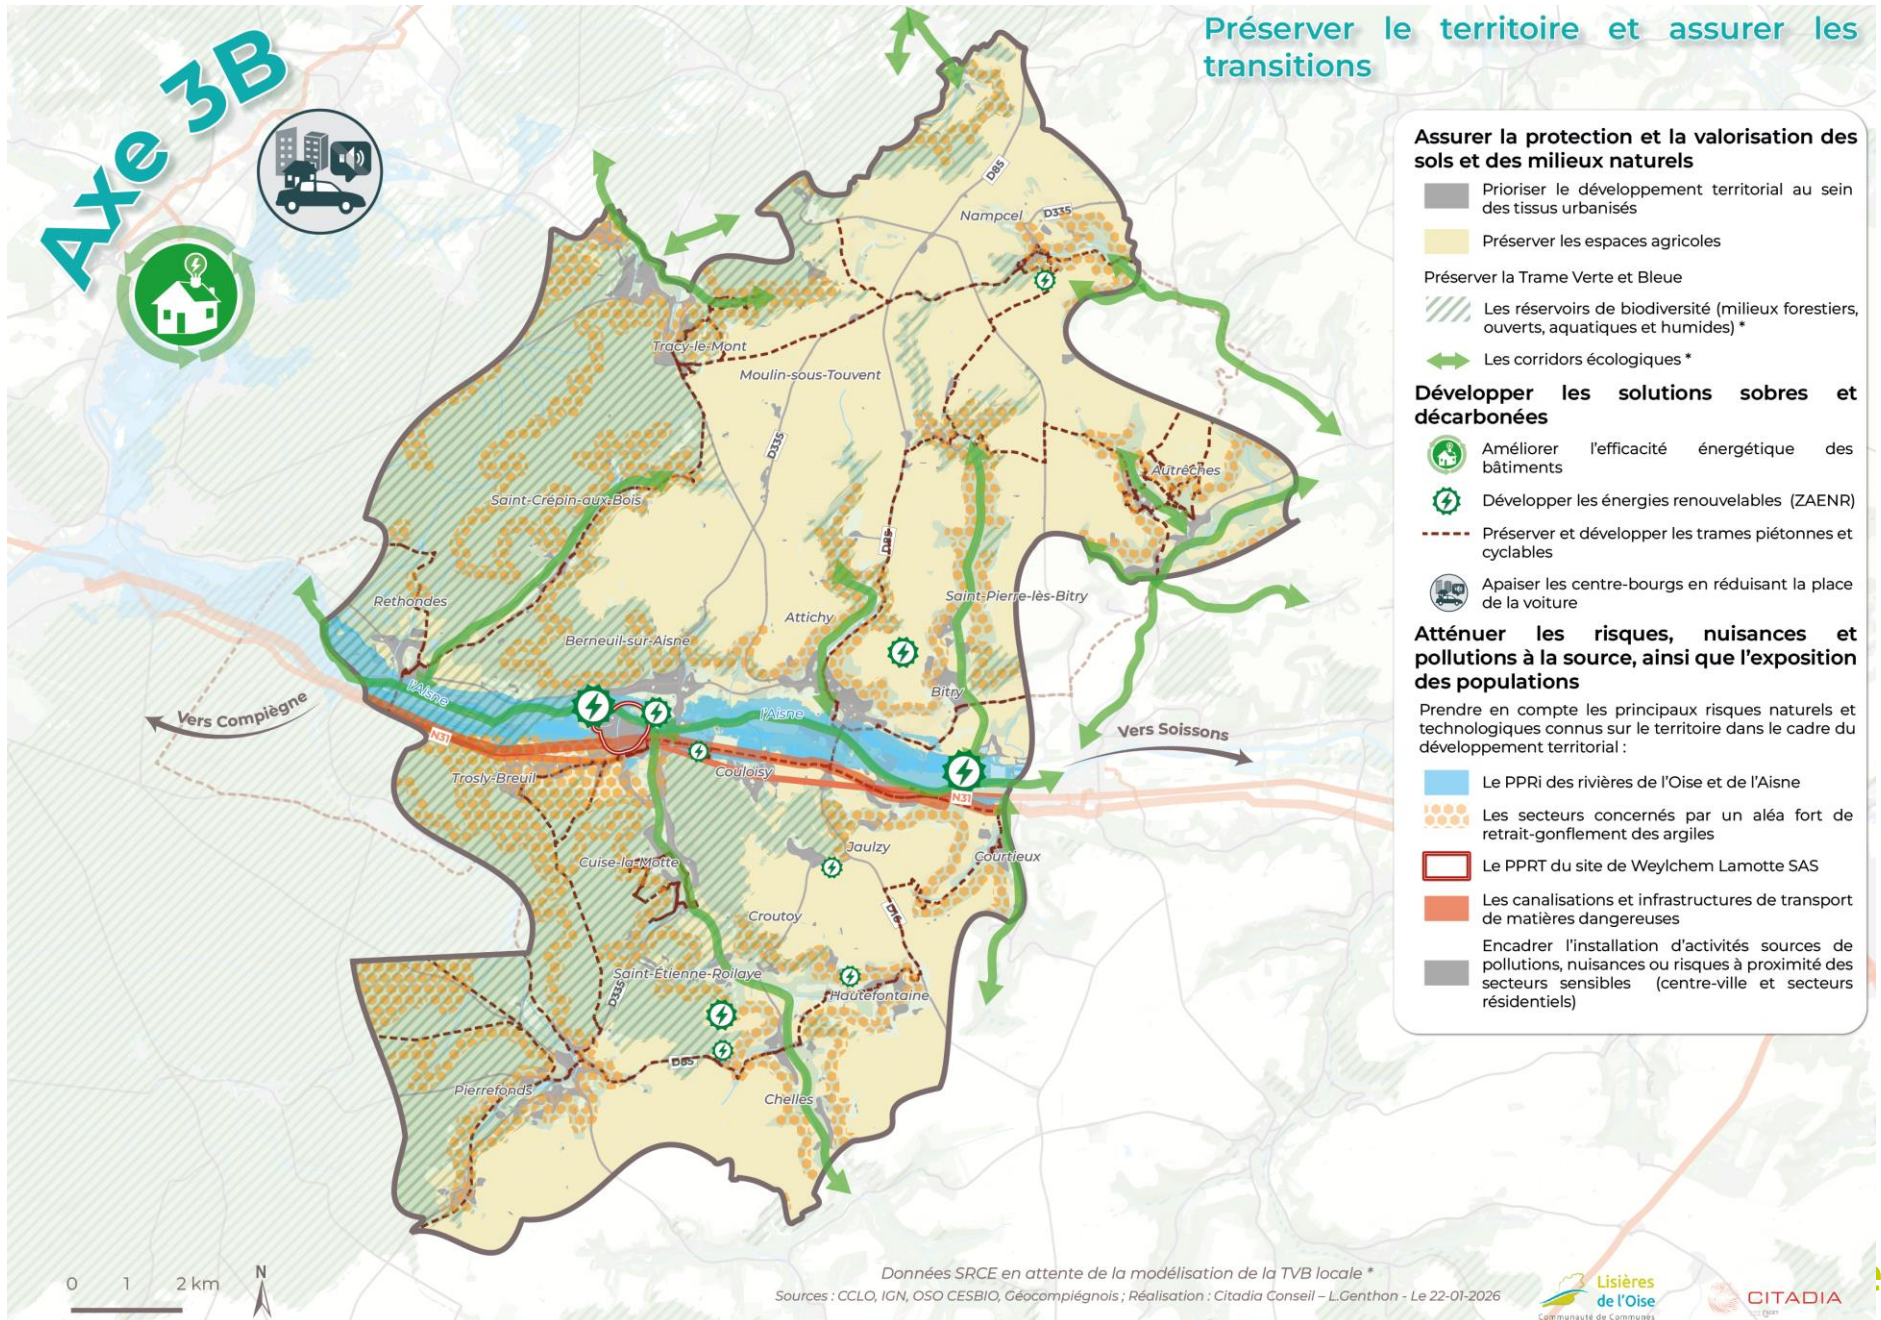 Axe 3B
Préserver le territoire et assurer les
transitions
Assurer la protection et la valorisation des
sols et des milieux naturels
Prioriser le développement territorial au sein
des tissus urbanisés
Préserver les espaces agricoles
Préserver la Trame Verte et Bleue
Les réservoirs de biodiversité (milieux forestiers,
ouverts, aquatiques et humides) *
Les corridors écologiques *
Développer les solutions sobres et
décarbonées
Améliorer l'efficacité énergétique des
bâtiments
Développer les énergies renouvelables (ZAENR)
Préserver et développer les trames piétonnes et
cyclables
Apaiser les centre-bourgs en réduisant la place
de la voiture
Atténuer les risques, nuisances et
pollutions à la source, ainsi que l'exposition
des populations
Prendre en compte les principaux risques naturels et
technologiques connus sur le territoire dans le cadre du
développement territorial :
Le PPRi des rivières de l'Oise et de l'Aisne
Les secteurs concernés par un aléa fort de
retrait-gonflement des argiles
Le PPRT du site de Weylchem Lamotte SAS
Les canalisations et infrastructures de transport
de matières dangereuses
Encadrer l'installation d'activités sources de
pollutions, nuisances ou risques à proximité des
secteurs sensibles (centre-ville et secteurs
résidentiels)
D85
Nampcel
D335
Tracy-le-Mont
Moulin-sous-Touvent
D335
Autrêches
Saint-Crépin-aux-Bois
D85
Rethondes
Saint-Pierre-lès-Bitry
Attichy
Berneuil-sur-Aisne
l'Aisne
Bitry
l'Aisne
Vers Compiègne
Vers Soissons
N31
Trosly-Breuil
Couloisy
N31
Jaulzy
Courtieux
Cuise-la-Motte
D16
Croutoy
Saint-Étienne-Roilaye
D335
Hautefontaine
D85
Pierrefonds
Chelles
0 1 2 km
N
Données SRCE en attente de la modélisation de la TVB locale *
Sources : CCLO, IGN, OSO CESBIO, Géocompiégnois ; Réalisation : Citadia Conseil – L.Genthon - Le 22-01-2026
Lisières
de l'Oise
Communauté de Communes
CITADIA